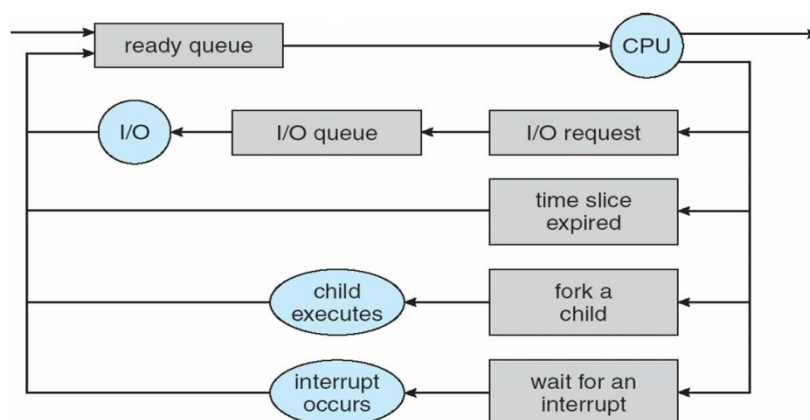 ready queue
CPU
I/O
I/O queue
I/O request
time slice
expired
child
executes
fork a
child
interrupt
occurs
wait for an
interrupt